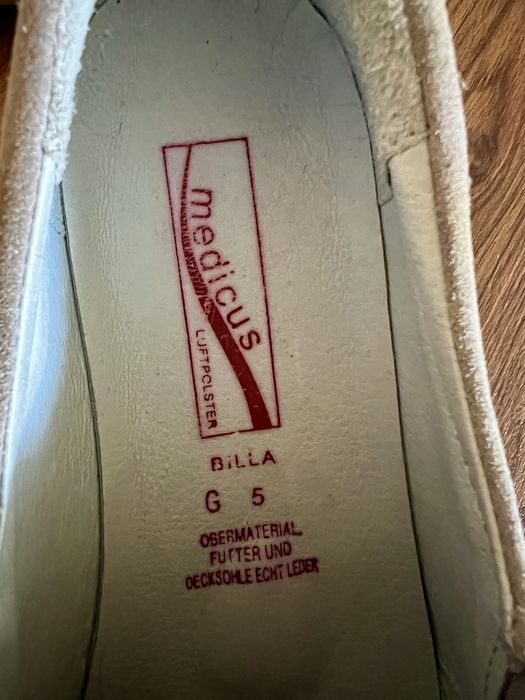 medicus
LUFTPOLSTER
BILLA
G 5
OBERMATERIAL,
FUTTER UND
DECKSOHLE ECHT LEDER